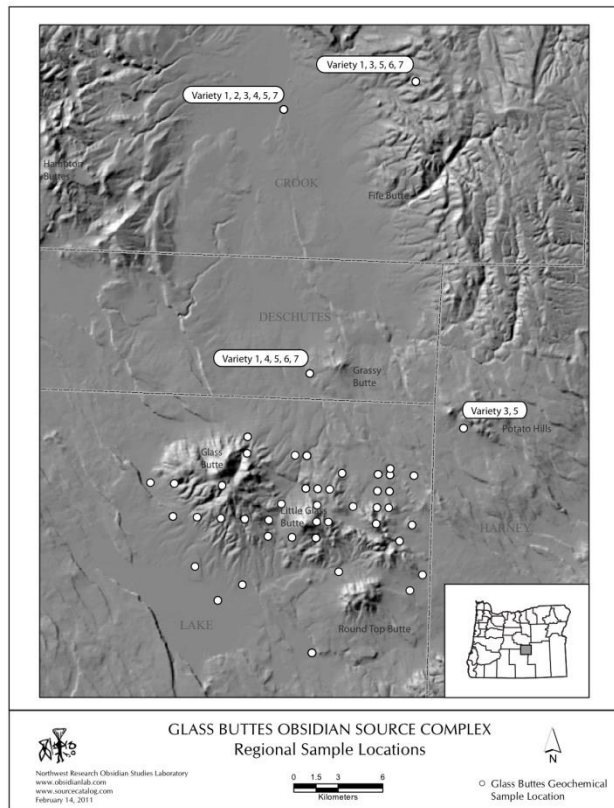 Variety 1, 3, 5, 6, 7
Variety 1, 2, 3, 4, 5, 7
Hampton
Buttes
CROOK
Fife Butte
DESCHUTES
Variety 1, 4, 5, 6, 7
Grassy
Butte
Variety 3, 5
Potato Hills
Glass
Butte
Little Glass
Butte
HARNEY
LAKE
Round Top Butte
GLASS BUTTES OBSIDIAN SOURCE COMPLEX
Regional Sample Locations
Northwest Research Obsidian Studies Laboratory
www.obsidianlab.com
www.sourcecatalog.com
February 14, 2011
0 1.5 3 6
Kilometers
N
Glass Buttes Geochemical
Sample Location